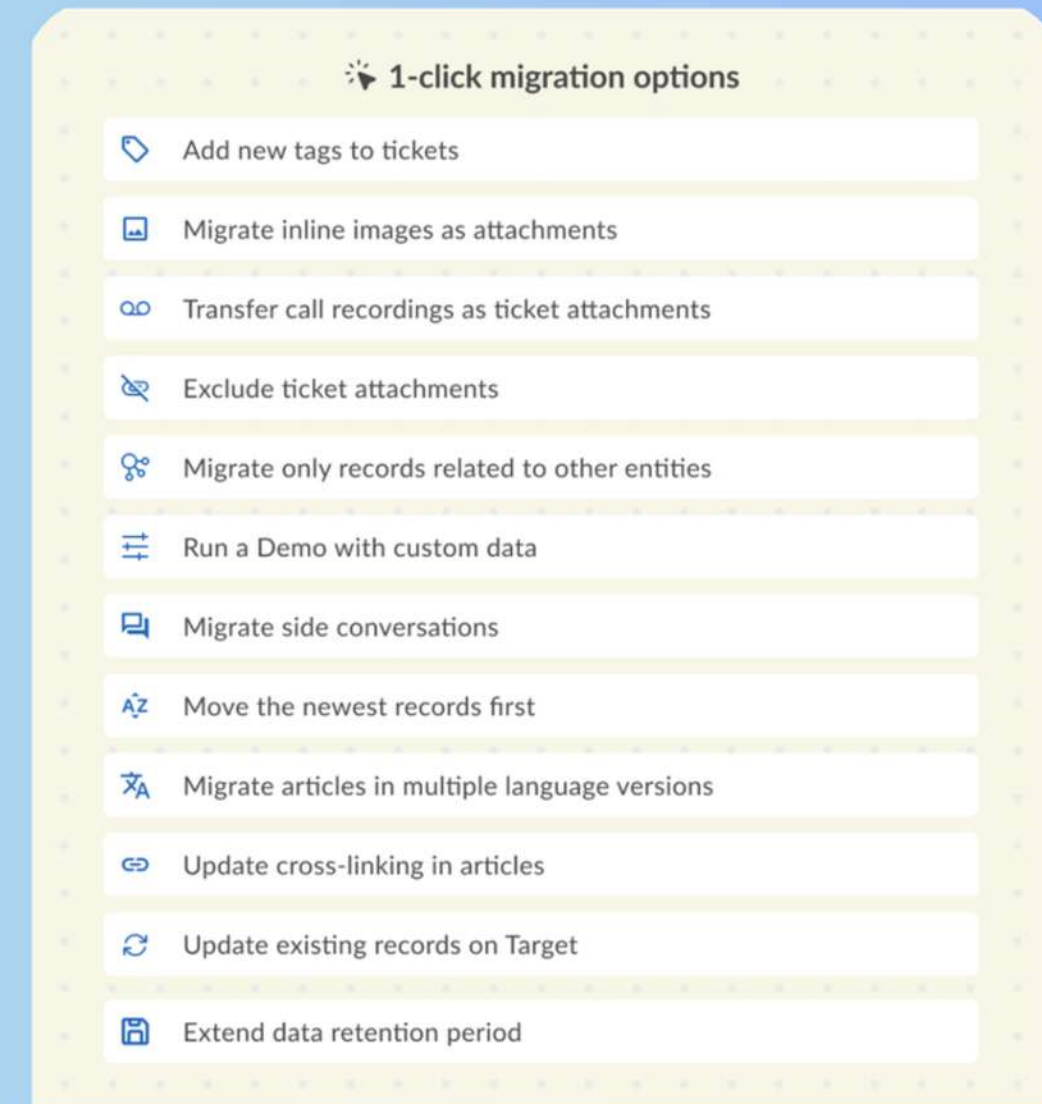 1-click migration options
Add new tags to tickets
Migrate inline images as attachments
Transfer call recordings as ticket attachments
Exclude ticket attachments
Migrate only records related to other entities
Run a Demo with custom data
Migrate side conversations
Move the newest records first
Migrate articles in multiple language versions
Update cross-linking in articles
Update existing records on Target
Extend data retention period